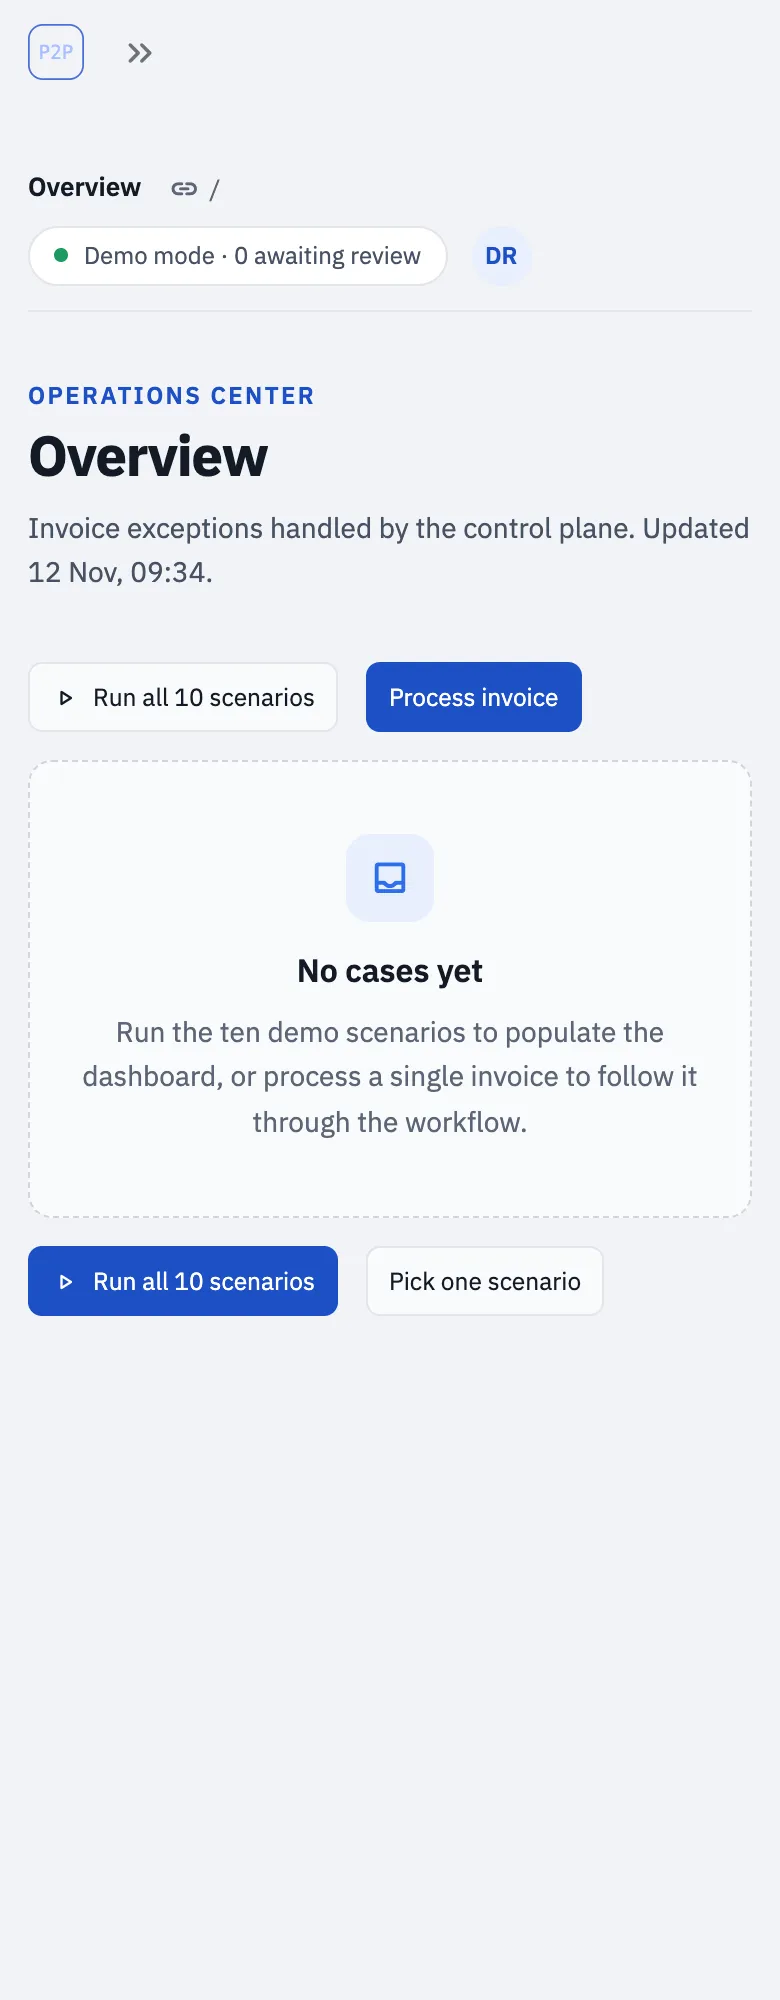 P2P
Overview /
Demo mode · 0 awaiting review DR
OPERATIONS CENTER
Overview
Invoice exceptions handled by the control plane. Updated
12 Nov, 09:34.
Run all 10 scenarios Process invoice
No cases yet
Run the ten demo scenarios to populate the
dashboard, or process a single invoice to follow it
through the workflow.
Run all 10 scenarios Pick one scenario